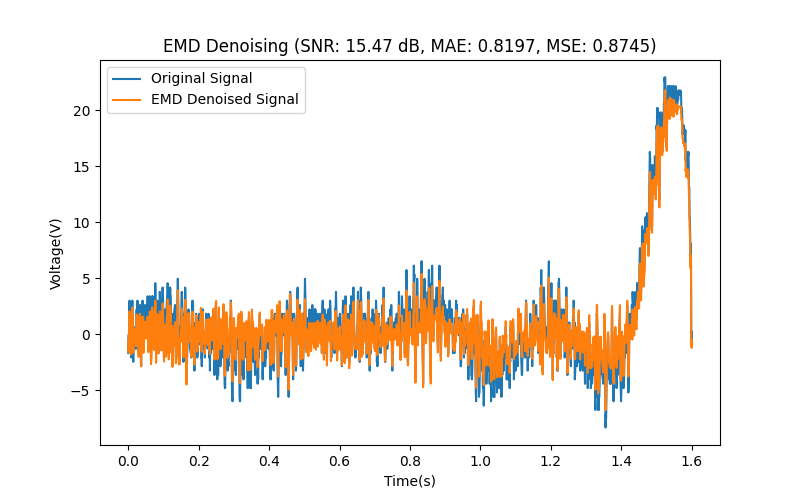 EMD Denoising (SNR: 15.47 dB, MAE: 0.8197, MSE: 0.8745)
Original Signal
EMD Denoised Signal
Voltage(V)
20
15
10
5
0
−5
0.0 0.2 0.4 0.6 0.8 1.0 1.2 1.4 1.6
Time(s)